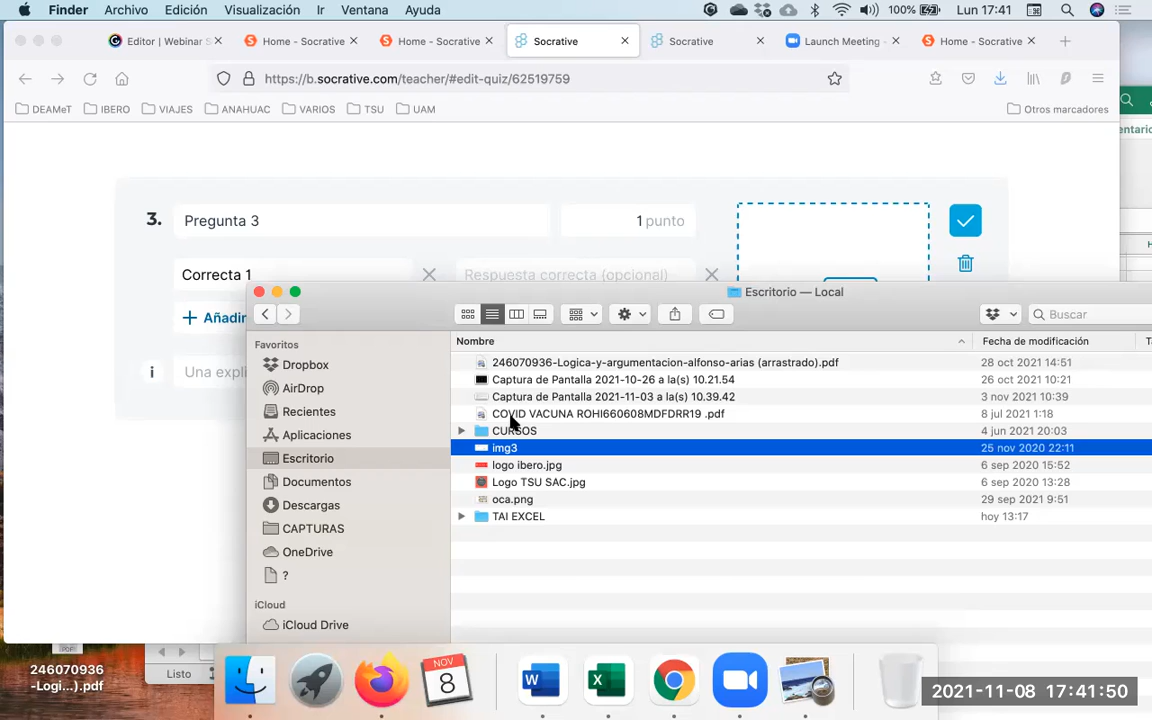 Finder Archivo Edición Visualización Ir Ventana Ayuda 100% Lun 17:41
Editor | Webinar S Home - Socrative Home - Socrative Socrative Socrative Launch Meeting - Home - Socrative
https://b.socrative.com/teacher/#edit-quiz/62519759
DEAMeT IBERO VIAJES ANAHUAC VARIOS TSU UAM Otros marcadores
entario
3. Pregunta 3 1 punto
Correcta 1 Respuesta correcta (opcional)
Escritorio — Local
+ Añadir
Buscar
Favoritos Nombre Fecha de modificación
Dropbox 246070936-Logica-y-argumentacion-alfonso-arias (arrastrado).pdf 28 oct 2021 14:51
Una expli
Captura de Pantalla 2021-10-26 a la(s) 10.21.54 26 oct 2021 10:21
AirDrop Captura de Pantalla 2021-11-03 a la(s) 10.39.42 3 nov 2021 10:39
Recientes COVID VACUNA ROHI660608MDFDRR19 .pdf 8 jul 2021 1:18
Aplicaciones CURSOS 4 jun 2021 20:03
img3 25 nov 2020 22:11
Escritorio logo ibero.jpg 6 sep 2020 15:52
Documentos Logo TSU SAC.jpg 6 sep 2020 13:28
Descargas oca.png 29 sep 2021 9:51
CAPTURAS TAI EXCEL hoy 13:17
OneDrive
?
iCloud
iCloud Drive
246070936
-Logi...).pdf
Listo
NOV
8
2021-11-08 17:41:50